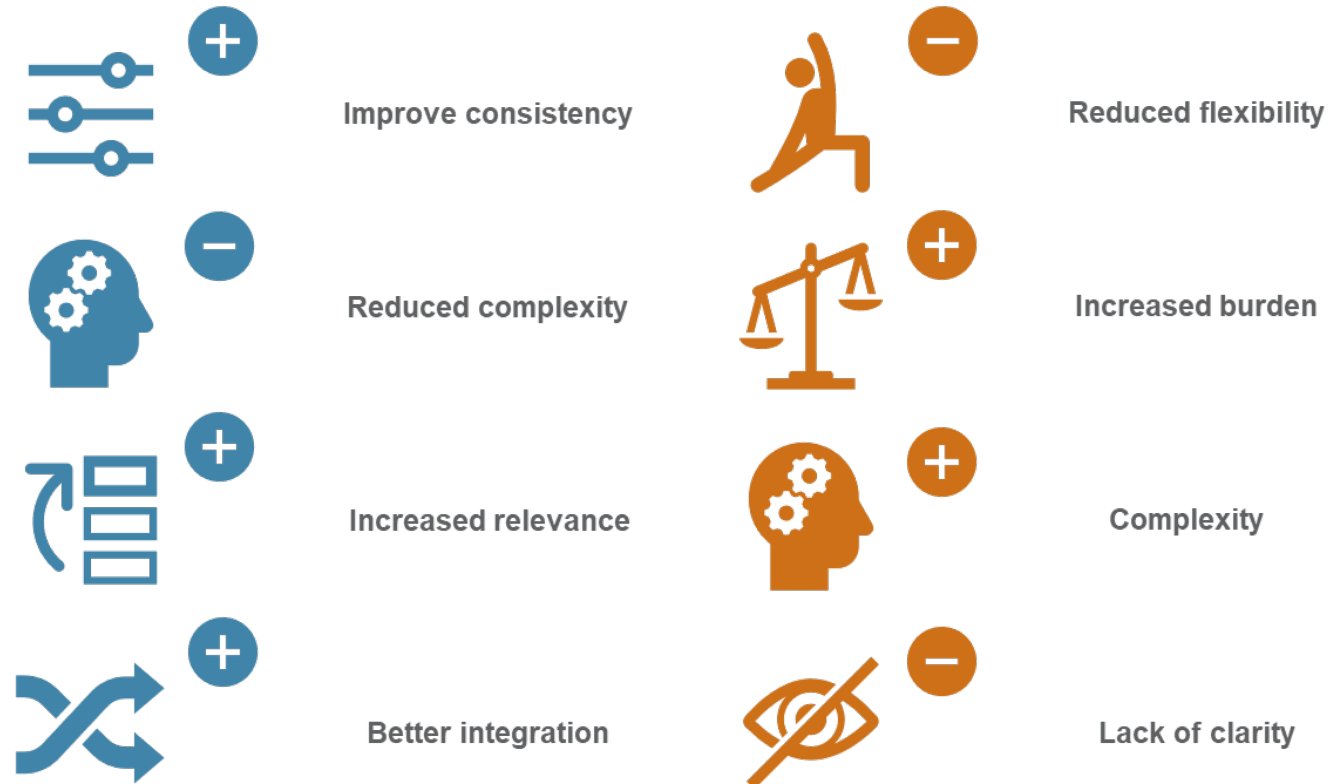 Improve consistency
Reduced flexibility
Reduced complexity
Increased burden
Increased relevance
Complexity
Better integration
Lack of clarity